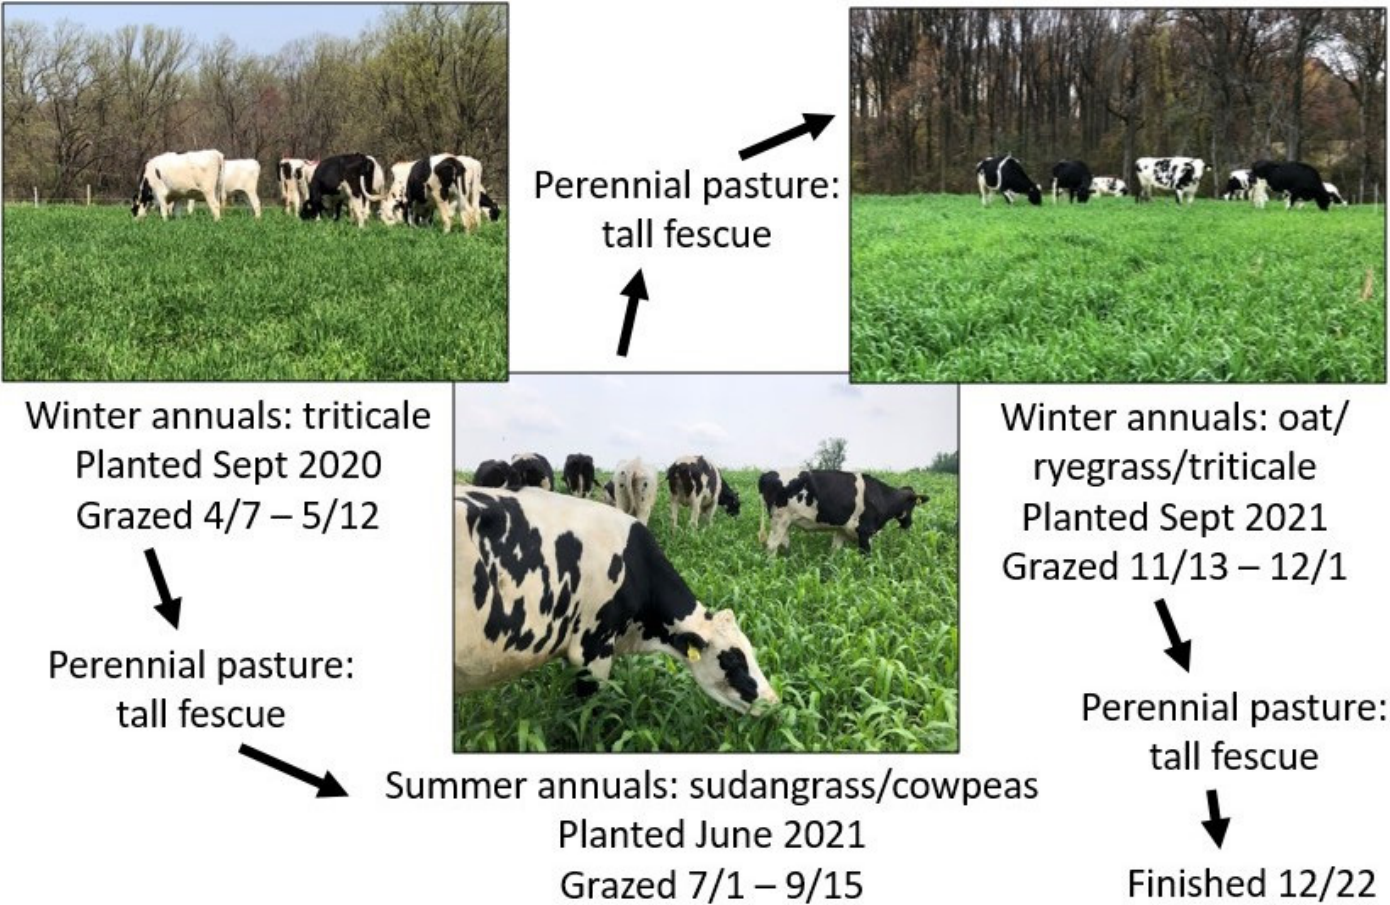 Winter annuals: triticale
Planted Sept 2020
Grazed 4/7 – 5/12
Perennial pasture:
tall fescue
Summer annuals: sudangrass/cowpeas
Planted June 2021
Grazed 7/1 – 9/15
Perennial pasture:
tall fescue
Winter annuals: oat/
ryegrass/triticale
Planted Sept 2021
Grazed 11/13 – 12/1
Perennial pasture:
tall fescue
Finished 12/22